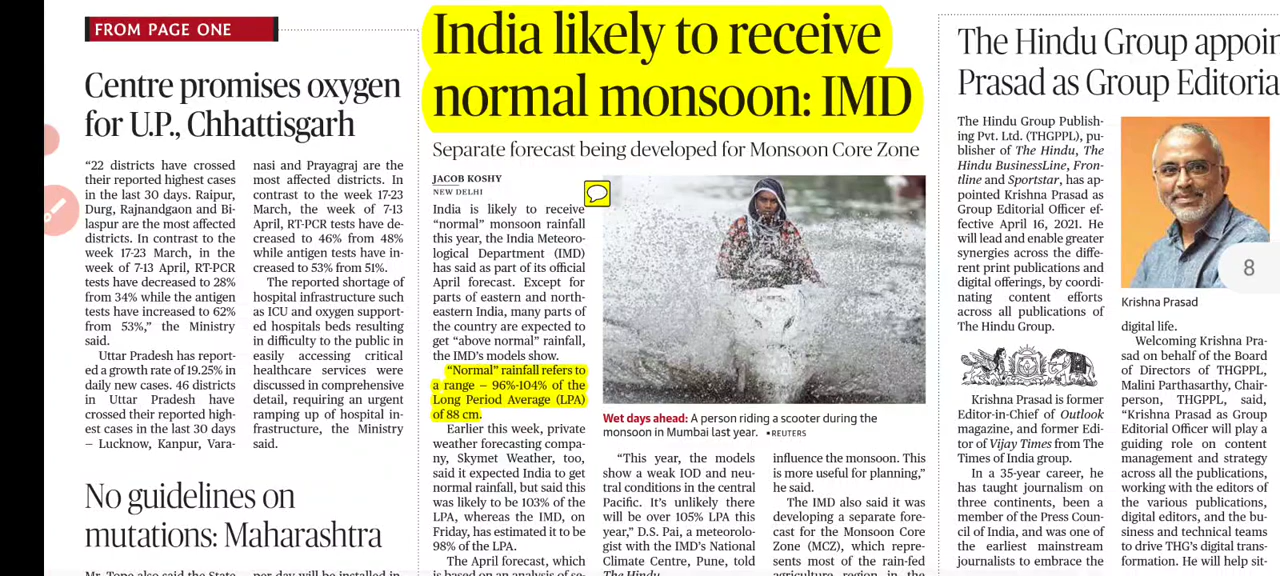 FROM PAGE ONE
Centre promises oxygen
for U.P., Chhattisgarh
“22 districts have crossed
their reported highest cases
in the last 30 days. Raipur,
Durg, Rajnandgaon and Bi-
laspur are the most affected
districts. In contrast to the
week 17-23 March, in the
week of 7-13 April, RT-PCR
tests have decreased to 28%
from 34% while the antigen
tests have increased to 62%
from 53%,” the Ministry
said.
Uttar Pradesh has report-
ed a growth rate of 19.25% in
daily new cases. 46 districts
in Uttar Pradesh have
crossed their reported high-
est cases in the last 30 days
– Lucknow, Kanpur, Vara-
nasi and Prayagraj are the
most affected districts. In
contrast to the week 17-23
March, the week of 7-13
April, RT-PCR tests have de-
creased to 46% from 48%
while antigen tests have in-
creased to 53% from 51%.
The reported shortage of
hospital infrastructure such
as ICU and oxygen support-
ed hospitals beds resulting
in difficulty to the public in
easily accessing critical
healthcare services were
discussed in comprehensive
detail, requiring an urgent
ramping up of hospital in-
frastructure, the Ministry
said.
No guidelines on
mutations: Maharashtra
Mr. Tope also said the State
per day will be installed in
India likely to receive
normal monsoon: IMD
Separate forecast being developed for Monsoon Core Zone
JACOB KOSHY
NEW DELHI
India is likely to receive
“normal” monsoon rainfall
this year, the India Meteoro-
logical Department (IMD)
has said as part of its official
April forecast. Except for
parts of eastern and north-
eastern India, many parts of
the country are expected to
get “above normal” rainfall,
the IMD’s models show.
“Normal” rainfall refers to
a range – 96%-104% of the
Long Period Average (LPA)
of 88 cm.
Earlier this week, private
weather forecasting compa-
ny, Skymet Weather, too,
said it expected India to get
normal rainfall, but said this
was likely to be 103% of the
LPA, whereas the IMD, on
Friday, has estimated it to be
98% of the LPA.
The April forecast, which
is based on an analysis of se-
Wet days ahead: A person riding a scooter during the
monsoon in Mumbai last year. •REUTERS
“This year, the models
show a weak IOD and neu-
tral conditions in the central
Pacific. It’s unlikely there
will be over 105% LPA this
year,” D.S. Pai, a meteorolo-
gist with the IMD’s National
Climate Centre, Pune, told
The Hindu.
influence the monsoon. This
is more useful for planning,”
he said.
The IMD also said it was
developing a separate fore-
cast for the Monsoon Core
Zone (MCZ), which repre-
sents most of the rain-fed
agriculture region in the
The Hindu Group appoin
Prasad as Group Editoria
The Hindu Group Publish-
ing Pvt. Ltd. (THGPPL), pu-
blisher of The Hindu, The
Hindu BusinessLine, Fron-
tline and Sportstar, has ap-
pointed Krishna Prasad as
Group Editorial Officer ef-
fective April 16, 2021. He
will lead and enable greater
synergies across the diffe-
rent print publications and
digital offerings, by coordi-
nating content efforts
across all publications of
The Hindu Group.
Krishna Prasad is former
Editor-in-Chief of Outlook
magazine, and former Edi-
tor of Vijay Times from The
Times of India group.
In a 35-year career, he
has taught journalism on
three continents, been a
member of the Press Coun-
cil of India, and was one of
the earliest mainstream
journalists to embrace the
8
Krishna Prasad
digital life.
Welcoming Krishna Pra-
sad on behalf of the Board
of Directors of THGPPL,
Malini Parthasarthy, Chair-
person, THGPPL, said,
“Krishna Prasad as Group
Editorial Officer will play a
guiding role on content
management and strategy
across all the publications,
working with the editors of
the various publications,
digital editors, and the bu-
siness and technical teams
to drive THG’s digital trans-
formation. He will help sit-